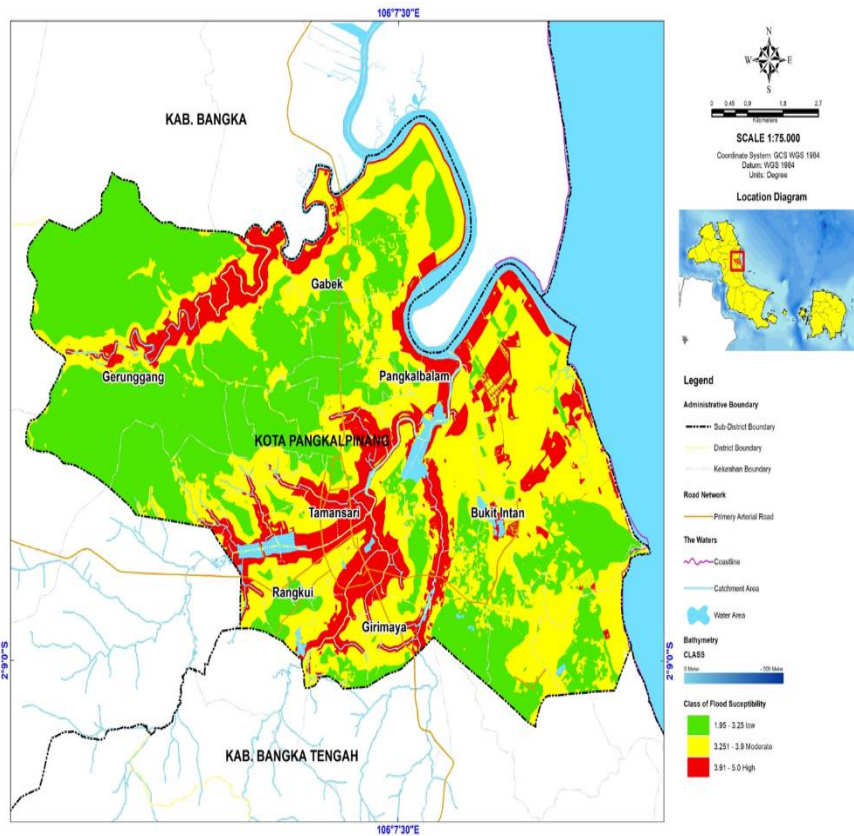 106°7'30"E
KAB. BANGKA
Gabek
Gerunggang
Pangkalbalam
KOTA PANGKALPINANG
Tamansari
Bukit Intan
Rangkui
Girimaya
KAB. BANGKA TENGAH
2°9'0"S
2°9'0"S
106°7'30"E
N
W E
S
0 0.45 0.9 1.8 2.7
Kilometers
SCALE 1:75.000
Coordinate System: GCS WGS 1984
Datum: WGS 1984
Units: Degree
Location Diagram
Legend
Administrative Boundary
Sub-District Boundary
District Boundary
Kelurahan Boundary
Road Network
Primary Arterial Road
The Waters
Coastline
Catchment Area
Water Area
Bathymetry
CLASS
0 Meter - 500 Meter
Class of Flood Suceptibility
1.95 - 3.25 low
3.251 - 3.9 Moderate
3.91 - 5.0 High